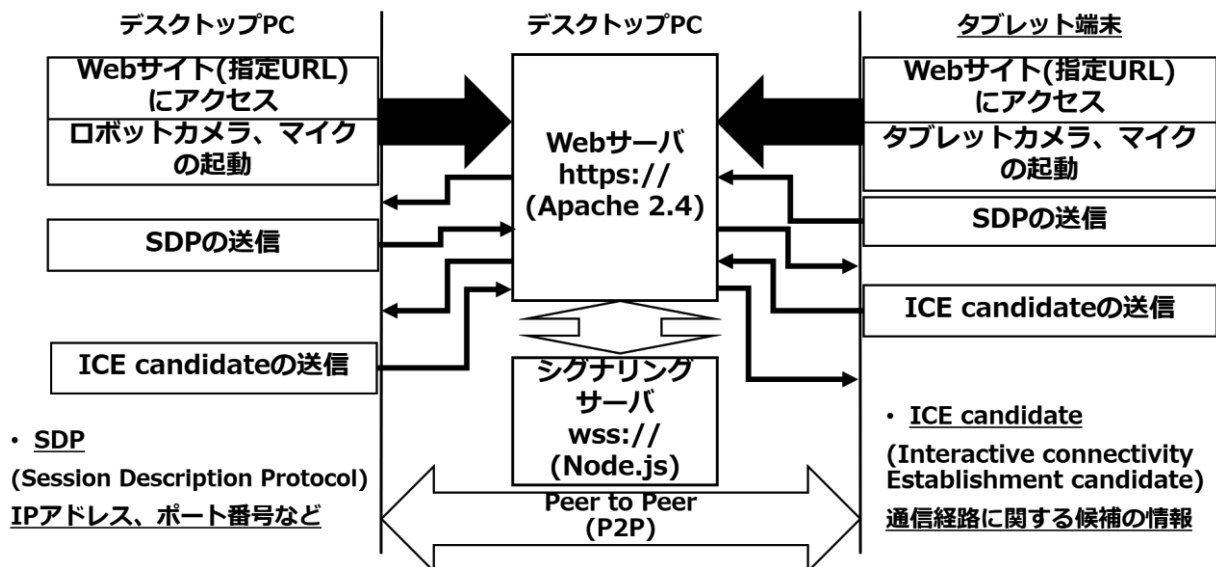 デスクトップPC
Webサイト(指定URL)
にアクセス
ロボットカメラ、マイク
の起動
SDPの送信
ICE candidateの送信
・ SDP
(Session Description Protocol)
IPアドレス、ポート番号など
デスクトップPC
Webサーバ
https://
(Apache 2.4)
シグナリング
サーバ
wss://
(Node.js)
Peer to Peer
(P2P)
タブレット端末
Webサイト(指定URL)
にアクセス
タブレットカメラ、マイク
の起動
SDPの送信
ICE candidateの送信
・ ICE candidate
(Interactive connectivity
Establishment candidate)
通信経路に関する候補の情報